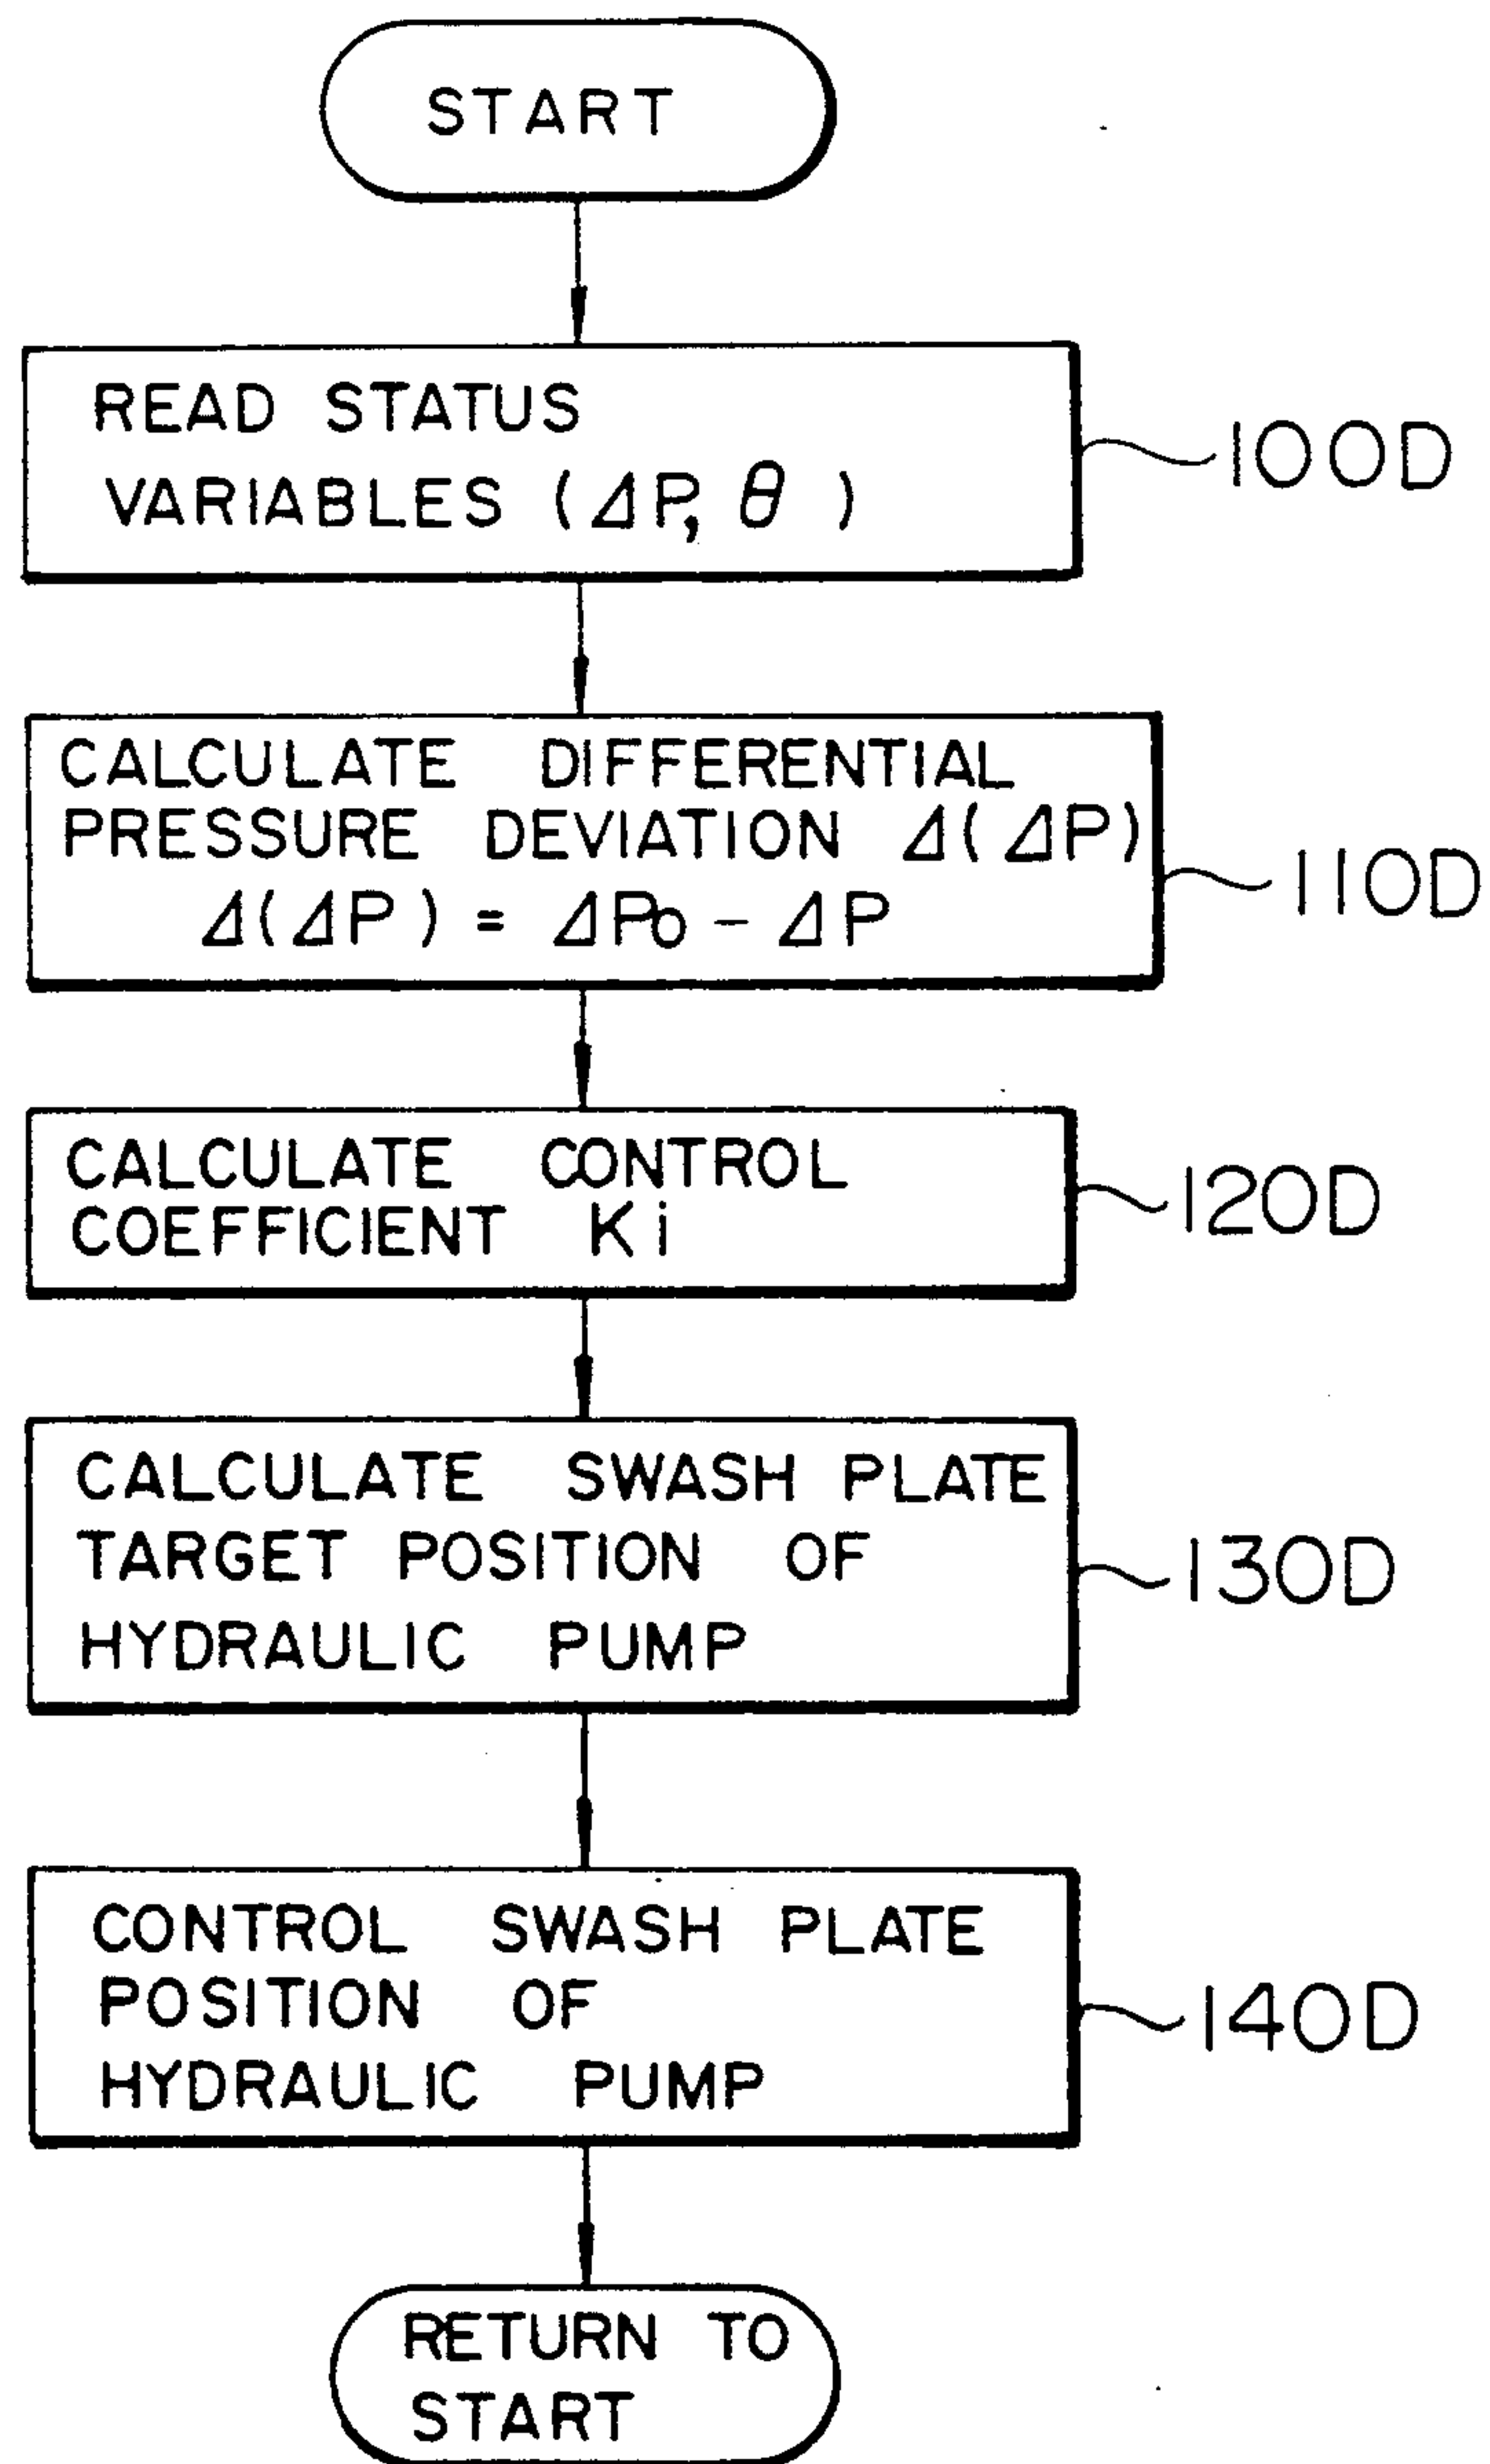 START
READ STATUS
VARIABLES (ΔP, θ)
100D
CALCULATE DIFFERENTIAL
PRESSURE DEVIATION Δ(ΔP)
Δ(ΔP) = ΔPo - ΔP
110D
CALCULATE CONTROL
COEFFICIENT Ki
120D
CALCULATE SWASH PLATE
TARGET POSITION OF
HYDRAULIC PUMP
130D
CONTROL SWASH PLATE
POSITION OF
HYDRAULIC PUMP
140D
RETURN TO
START